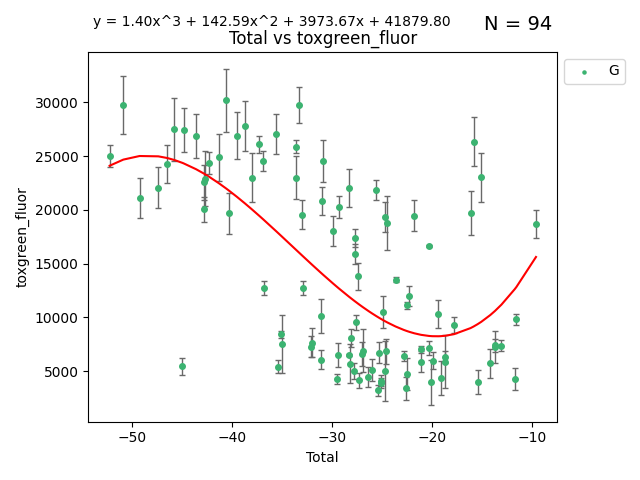 y = 1.40x^3 + 142.59x^2 + 3973.67x + 41879.80
N = 94
Total vs toxgreen_fluor
G
toxgreen_fluor
30000
25000
20000
15000
10000
5000
−50
−40
−30
−20
−10
Total